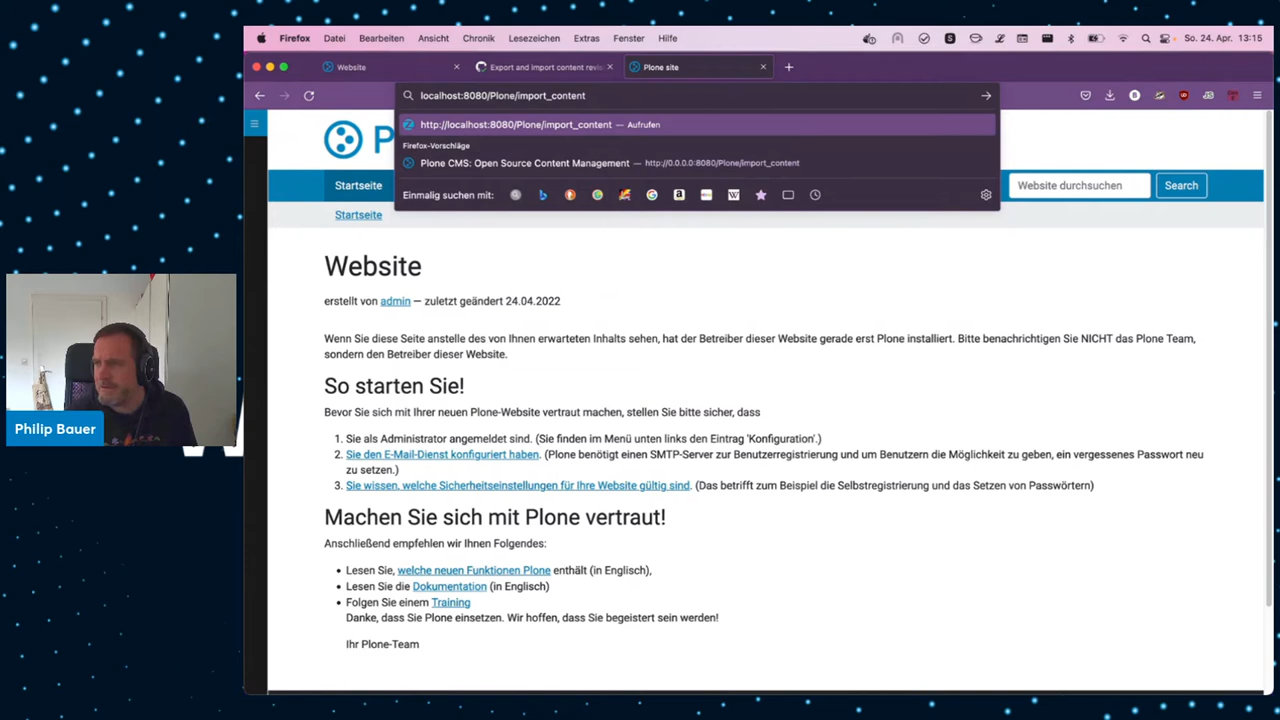 Firefox Datei Bearbeiten Ansicht Chronik Lesezeichen Extras Fenster Hilfe So. 24. Apr. 13:15
Website Export and import content revis Plone site
localhost:8080/Plone/import_content
http://localhost:8080/Plone/import_content — Aufrufen
Firefox-Vorschläge
Plone CMS: Open Source Content Management — http://0.0.0.0:8080/Plone/import_content
Einmalig suchen mit:
P
Startseite Website durchsuchen Search
Startseite
Website
erstellt von admin — zuletzt geändert 24.04.2022
Wenn Sie diese Seite anstelle des von Ihnen erwarteten Inhalts sehen, hat der Betreiber dieser Website gerade erst Plone installiert. Bitte benachrichtigen Sie NICHT das Plone Team,
sondern den Betreiber dieser Website.
So starten Sie!
Bevor Sie sich mit Ihrer neuen Plone-Website vertraut machen, stellen Sie bitte sicher, dass
1. Sie als Administrator angemeldet sind. (Sie finden im Menü unten links den Eintrag 'Konfiguration'.)
2. Sie den E-Mail-Dienst konfiguriert haben. (Plone benötigt einen SMTP-Server zur Benutzerregistrierung und um Benutzern die Möglichkeit zu geben, ein vergessenes Passwort neu
zu setzen.)
3. Sie wissen, welche Sicherheitseinstellungen für Ihre Website gültig sind. (Das betrifft zum Beispiel die Selbstregistrierung und das Setzen von Passwörtern)
Machen Sie sich mit Plone vertraut!
Anschließend empfehlen wir Ihnen Folgendes:
• Lesen Sie, welche neuen Funktionen Plone enthält (in Englisch),
• Lesen Sie die Dokumentation (in Englisch)
• Folgen Sie einem Training
Danke, dass Sie Plone einsetzen. Wir hoffen, dass Sie begeistert sein werden!
Ihr Plone-Team
Philip Bauer